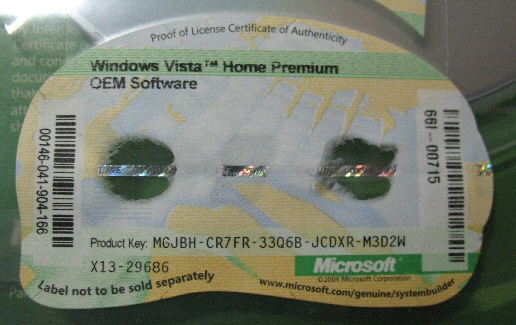 Proof of License Certificate of Authenticity
Windows Vista™ Home Premium
OEM Software
00146-041-904-166
66I-00715
Product Key: MGJBH-CR7FR-33Q6B-JCDXR-M3D2W
X13-29686
Microsoft
©2004 Microsoft Corporation
Label not to be sold separately
www.microsoft.com/genuine/systembuilder